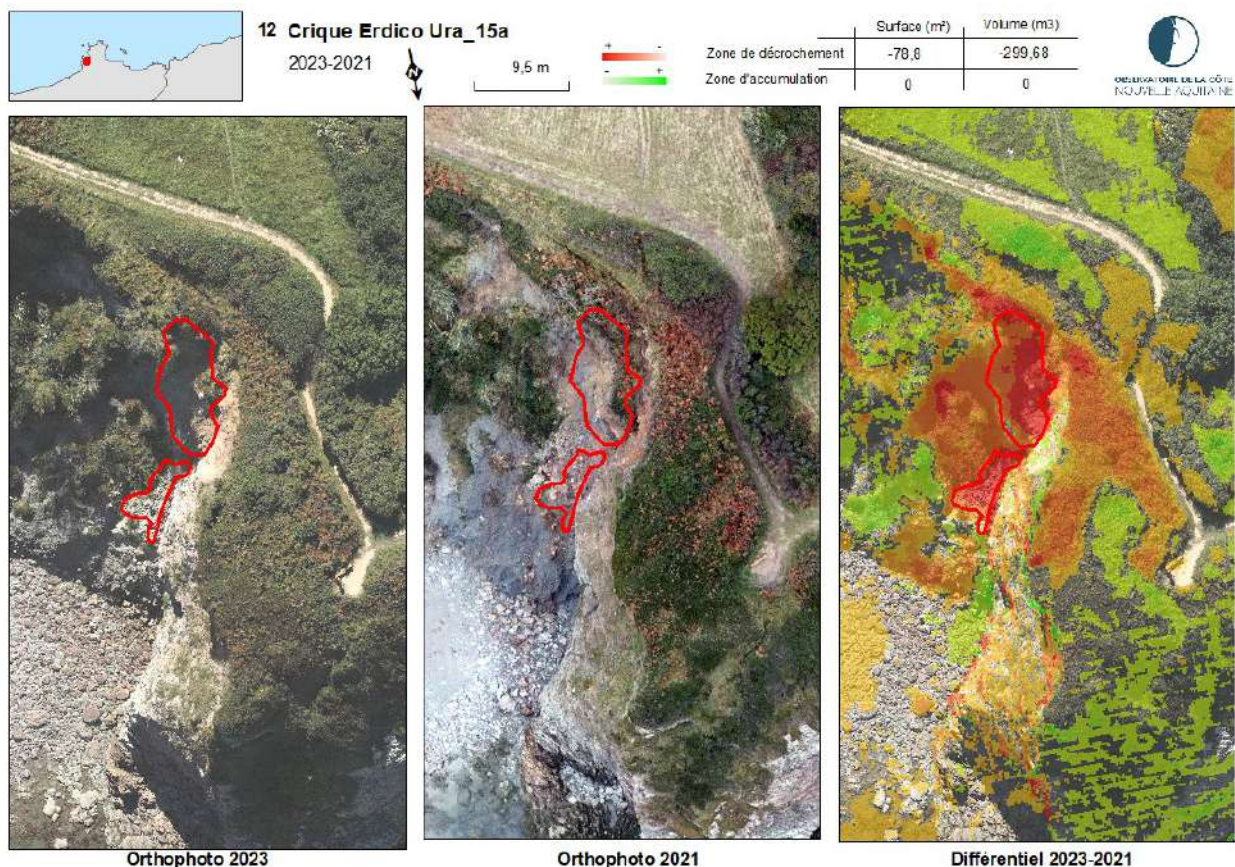 12 Crique Erdico Ura_15a
2023-2021
9,5 m
+ -
- +
Surface (m²) Volume (m3)
Zone de décrochement -78,8 -299,68
Zone d'accumulation 0 0
OBSERVATOIRE DE LA CÔTE
NOUVELLE AQUITAINE
Orthophoto 2023
Orthophoto 2021
Différentiel 2023-2021